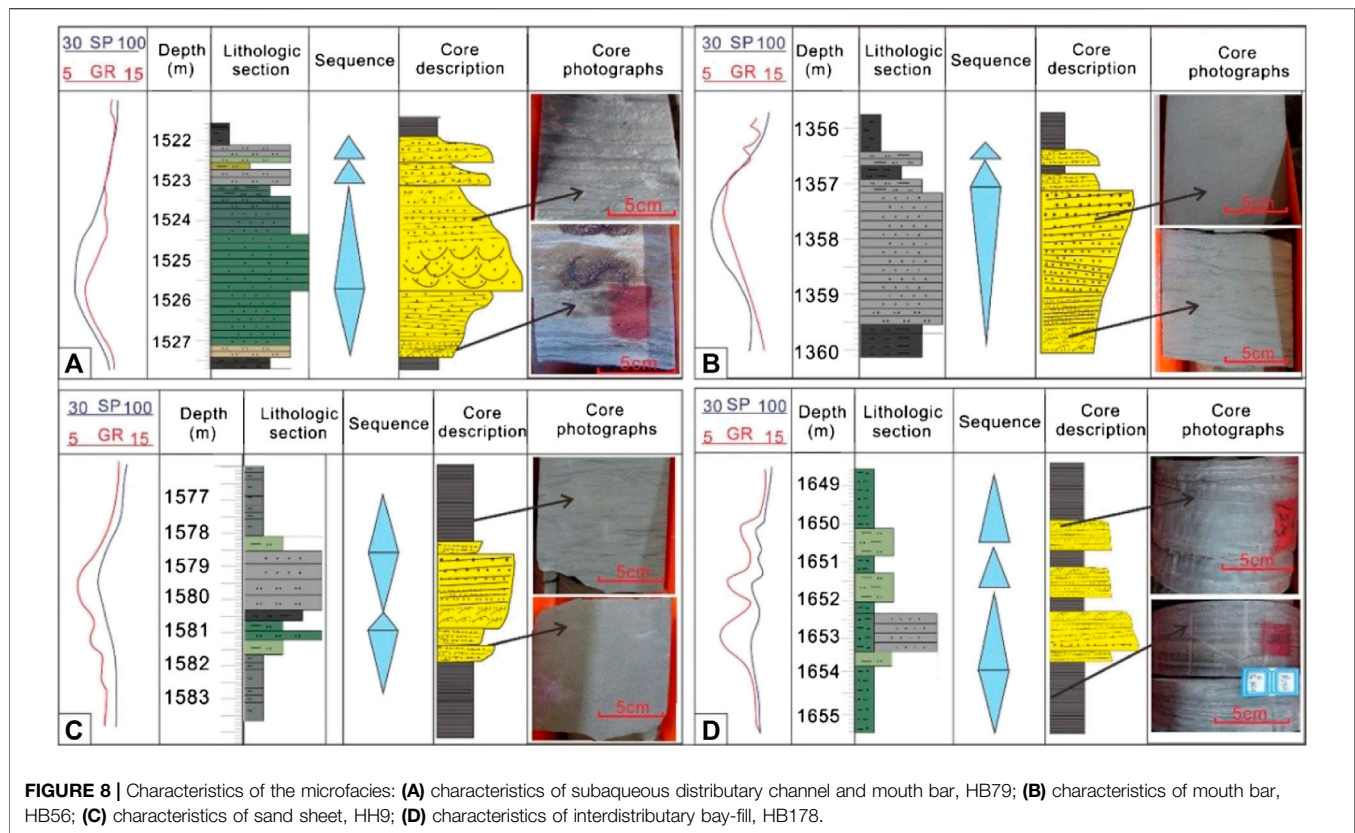 30 SP 100
5 GR 15
Depth
(m)
Lithologic
section
Sequence
Core
description
Core
photographs
1522
1523
1524
1525
1526
1527
5cm
5cm
A
30 SP 100
5 GR 15
Depth
(m)
Lithologic
section
Sequence
Core
description
Core
photographs
1356
1357
1358
1359
1360
5cm
5cm
B
30 SP 100
5 GR 15
Depth
(m)
Lithologic
section
Sequence
Core
description
Core
photographs
1577
1578
1579
1580
1581
1582
1583
5cm
5cm
C
30 SP 100
5 GR 15
Depth
(m)
Lithologic
section
Sequence
Core
description
Core
photographs
1649
1650
1651
1652
1653
1654
1655
5cm
5cm
D
FIGURE 8 | Characteristics of the microfacies: (A) characteristics of subaqueous distributary channel and mouth bar, HB79; (B) characteristics of mouth bar,
HB56; (C) characteristics of sand sheet, HH9; (D) characteristics of interdistributary bay-fill, HB178.